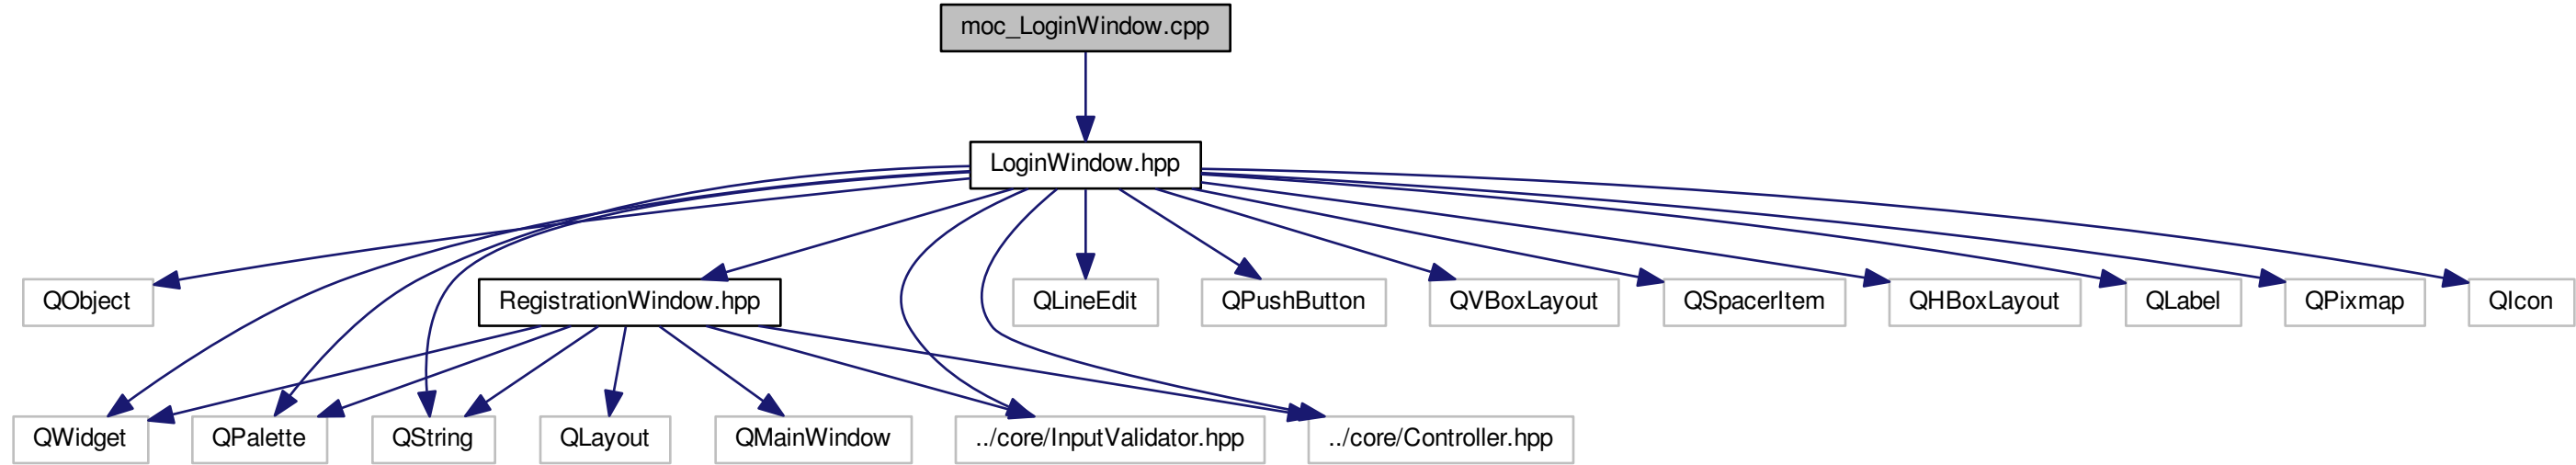 moc_LoginWindow.cpp
LoginWindow.hpp
QObject
RegistrationWindow.hpp
QLineEdit
QPushButton
QVBoxLayout
QSpacerItem
QHBoxLayout
QLabel
QPixmap
QIcon
QWidget
QPalette
QString
QLayout
QMainWindow
../core/InputValidator.hpp
../core/Controller.hpp